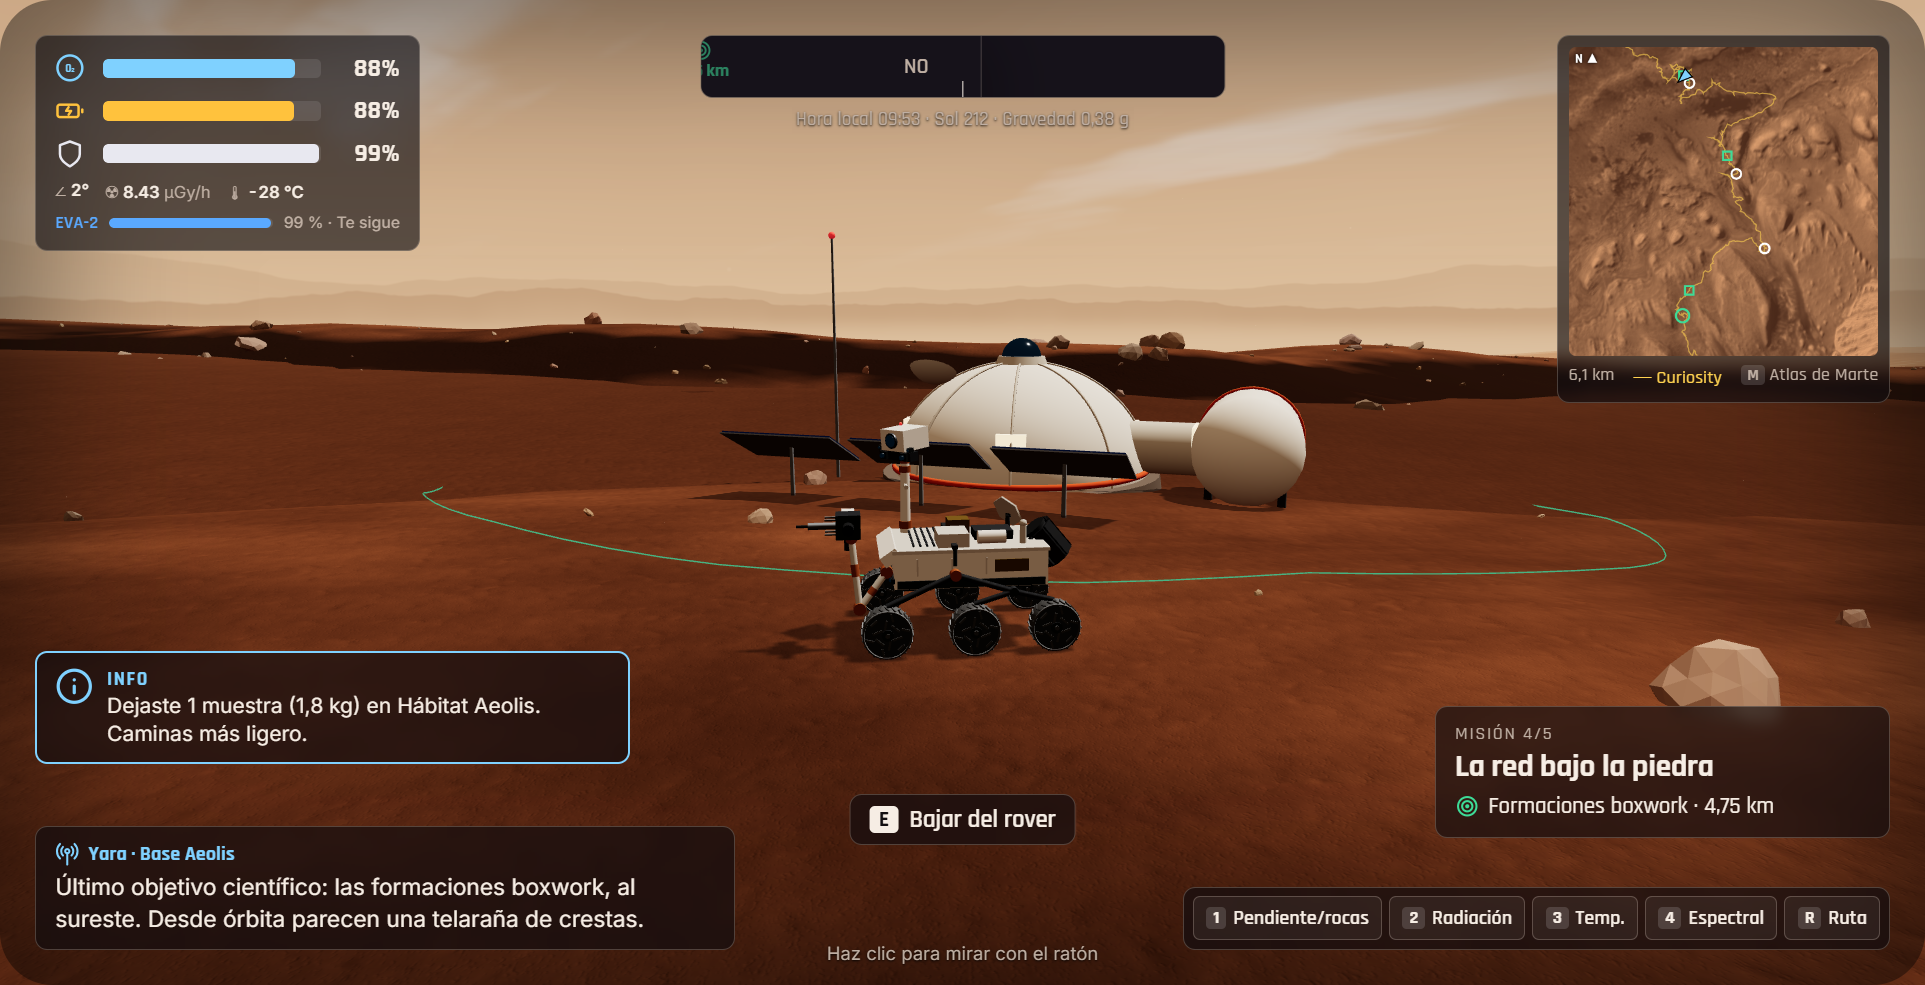 O₂ 88%
88%
99%
∠ 2° 8.43 µGy/h -28 °C
EVA-2 99 % · Te sigue
km
NO
Hora local 09:53 · Sol 212 · Gravedad 0,38 g
N
6,1 km — Curiosity M Atlas de Marte
INFO
Dejaste 1 muestra (1,8 kg) en Hábitat Aeolis.
Caminas más ligero.
MISIÓN 4/5
La red bajo la piedra
Formaciones boxwork · 4,75 km
E Bajar del rover
Yara · Base Aeolis
Último objetivo científico: las formaciones boxwork, al
sureste. Desde órbita parecen una telaraña de crestas.
1 Pendiente/rocas 2 Radiación 3 Temp. 4 Espectral R Ruta
Haz clic para mirar con el ratón